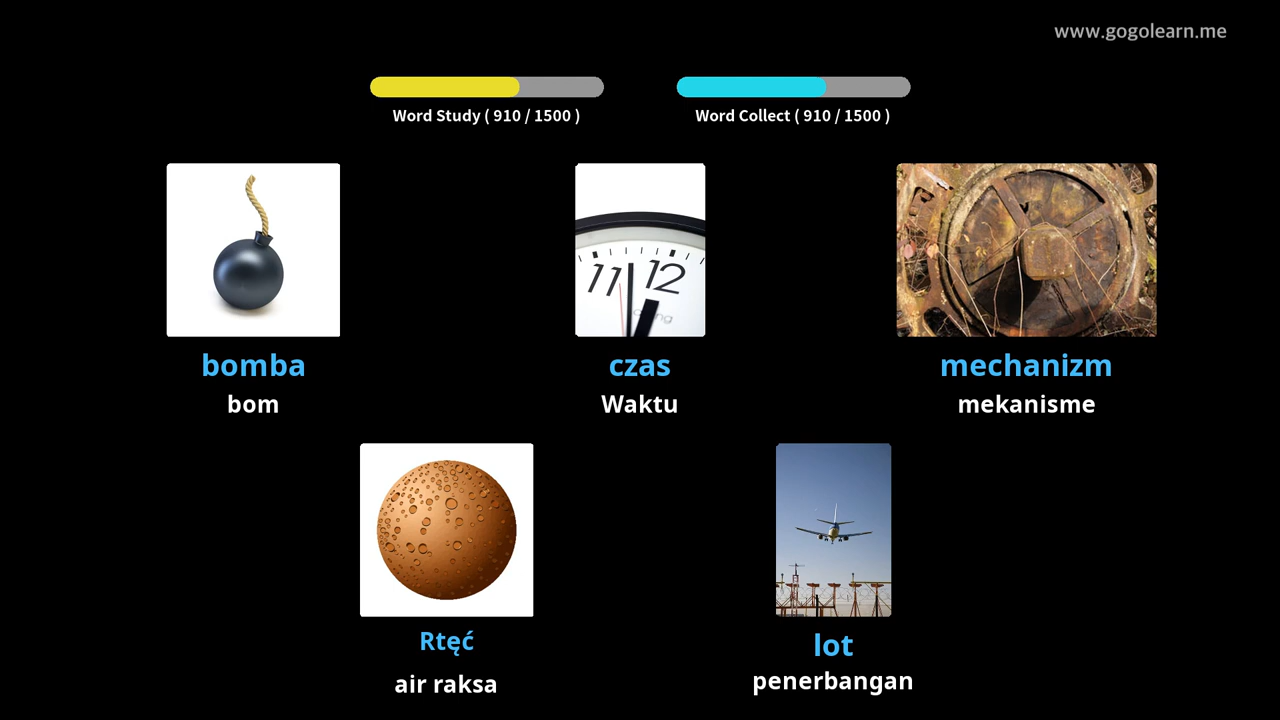 www.gogolearn.me
Word Study ( 910 / 1500 )
Word Collect ( 910 / 1500 )
11 12
bomba
bom
czas
Waktu
mechanizm
mekanisme
Rtęć
air raksa
lot
penerbangan